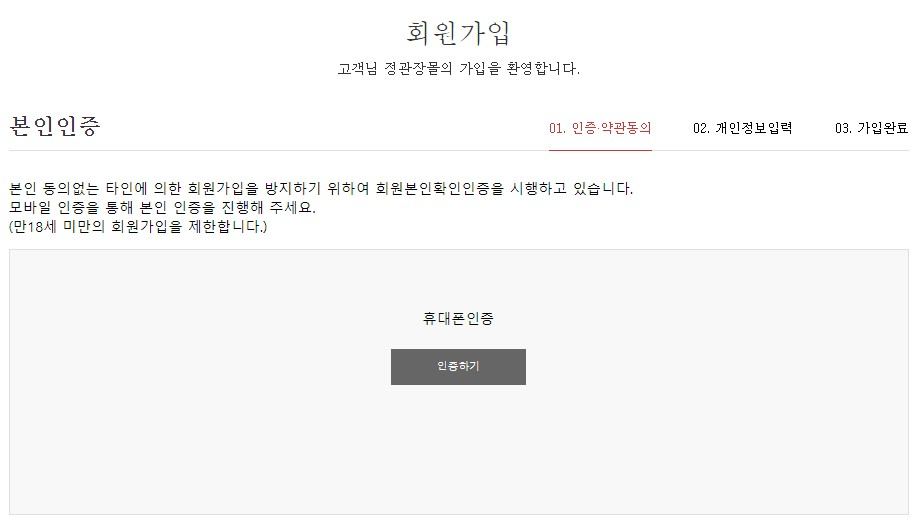 회원가입
고객님 정관장몰의 가입을 환영합니다.
본인인증
01. 인증·약관동의 02. 개인정보입력 03. 가입완료
본인 동의없는 타인에 의한 회원가입을 방지하기 위하여 회원본인확인인증을 시행하고 있습니다.
모바일 인증을 통해 본인 인증을 진행해 주세요.
(만18세 미만의 회원가입을 제한합니다.)
휴대폰인증
인증하기